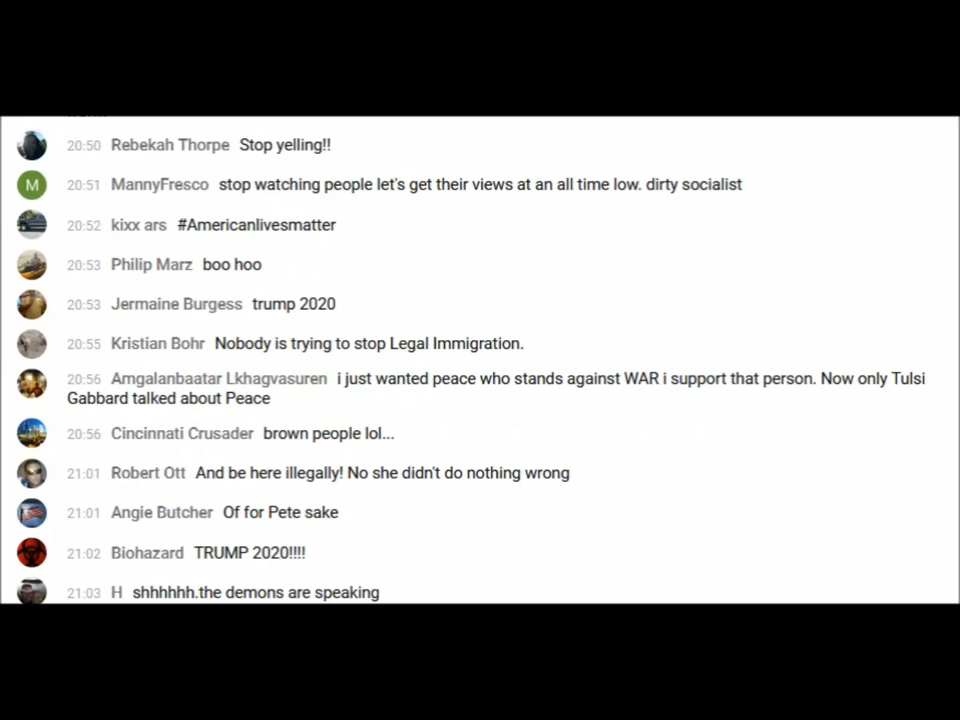 20:50 Rebekah Thorpe Stop yelling!!
M 20:51 MannyFresco stop watching people let's get their views at an all time low. dirty socialist
20:52 kixx ars #Americanlivesmatter
20:53 Philip Marz boo hoo
20:53 Jermaine Burgess trump 2020
20:55 Kristian Bohr Nobody is trying to stop Legal Immigration.
20:56 Amgalanbaatar Lkhagvasuren i just wanted peace who stands against WAR i support that person. Now only Tulsi
Gabbard talked about Peace
20:56 Cincinnati Crusader brown people lol...
21:01 Robert Ott And be here illegally! No she didn't do nothing wrong
21:01 Angie Butcher Of for Pete sake
21:02 Biohazard TRUMP 2020!!!!
21:03 H shhhhhh.the demons are speaking